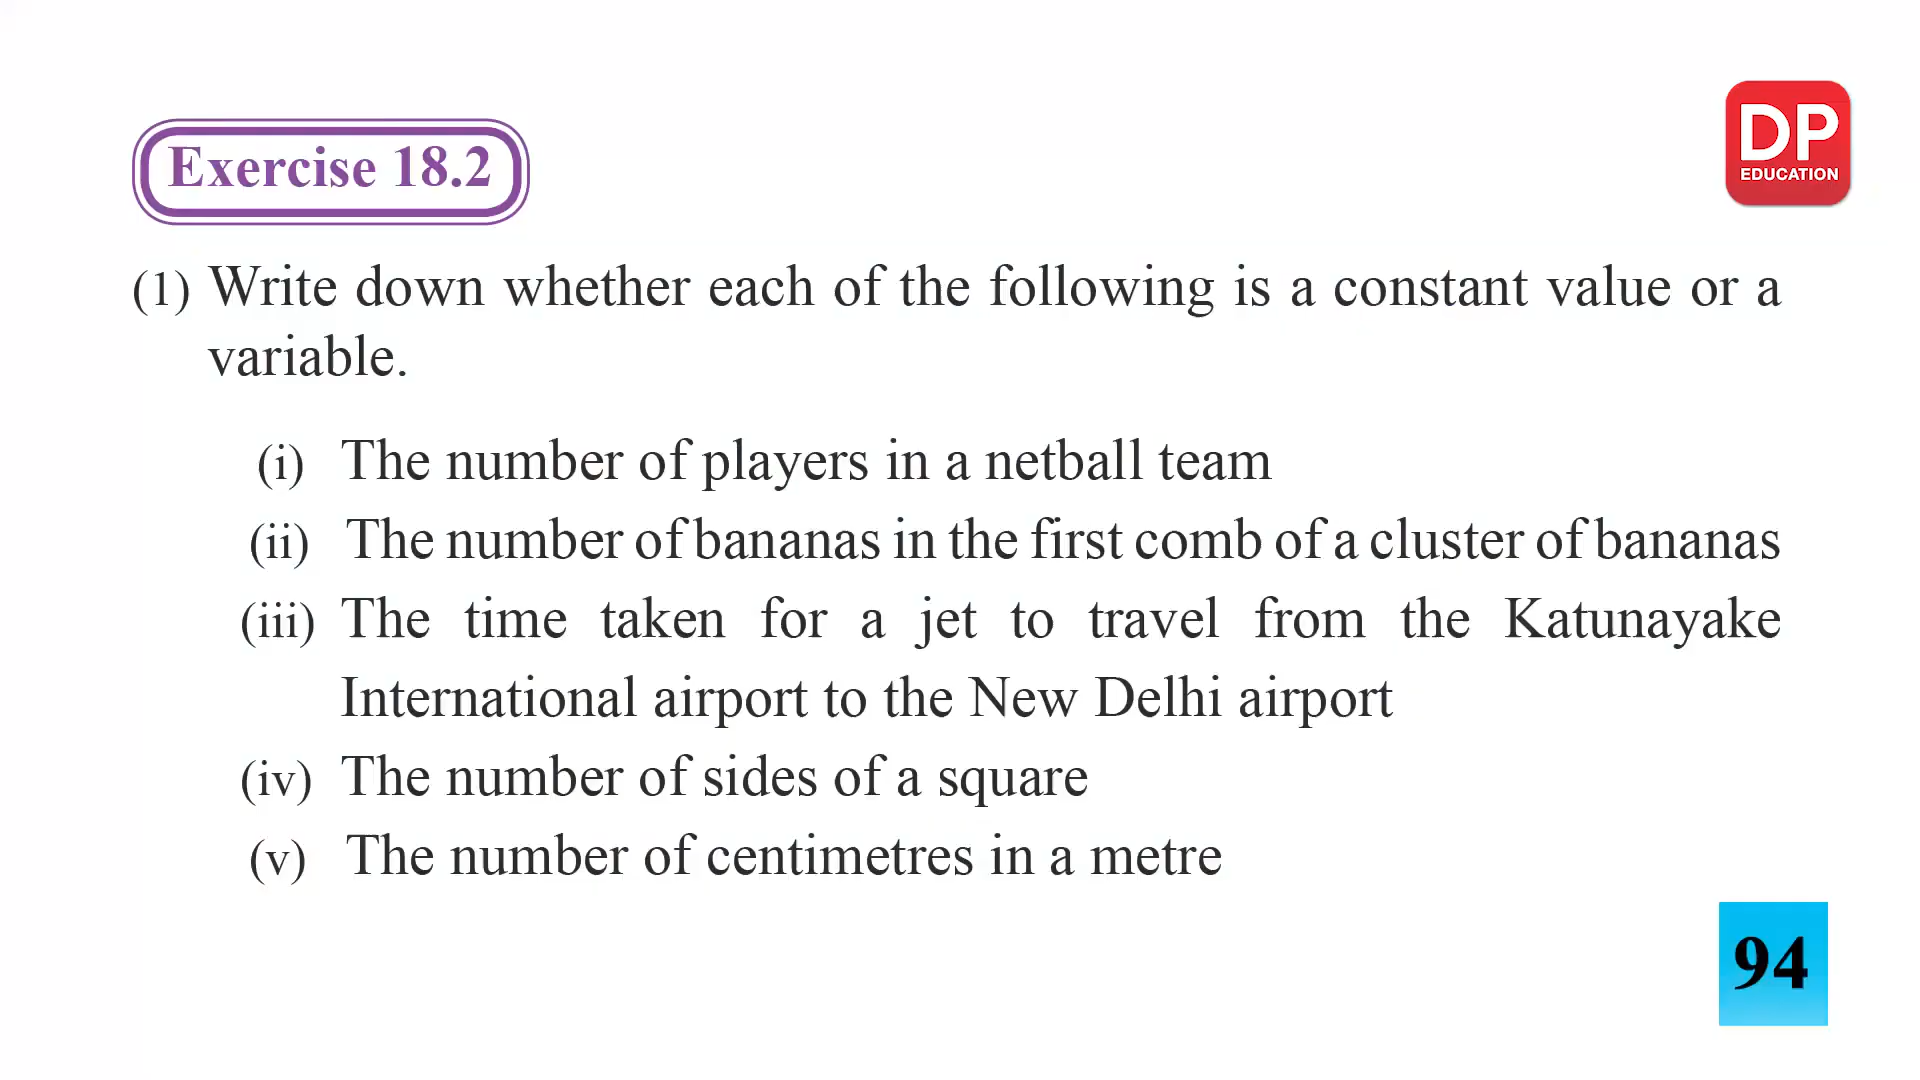 DP
EDUCATION
Exercise 18.2
(1) Write down whether each of the following is a constant value or a
variable.
(i) The number of players in a netball team
(ii) The number of bananas in the first comb of a cluster of bananas
(iii) The time taken for a jet to travel from the Katunayake
International airport to the New Delhi airport
(iv) The number of sides of a square
(v) The number of centimetres in a metre
94